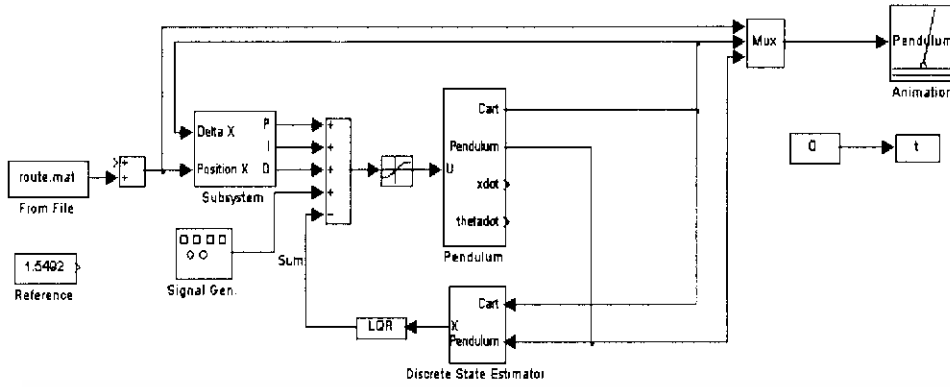 Mux
Pendulum
Animation
Delta X
Position X
P
I
D
Subsystem
+
+
+
+
−
Cart
Pendulum
xdot
thetadot
U
Pendulum
route.mat
From File
+
+
t
1.5492
Reference
Signal Gen.
Sum
LQR
X
Cart
Pendulum
Discrete State Estimator